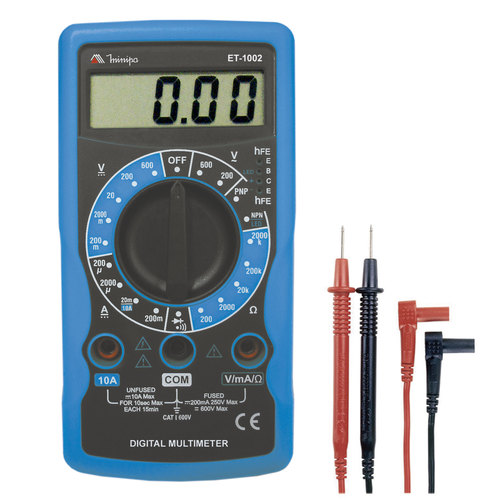 minipa
ET-1002
0.00
V
OFF
V~
hFE
600
600
200
200
LED
E
B
C
E
PNP
20
hFE
2000
m
NPN
LED
200
m
2000
k
200
µ
200k
2000
µ
20k
A
20m
10A
200m
200
2000
Ω
10A
COM
V/mA/Ω
UNFUSED
10A Max
FOR 10sec Max
EACH 15min
FUSED
200mA 250V Max
600V Max
CAT I 600V
CE
DIGITAL MULTIMETER